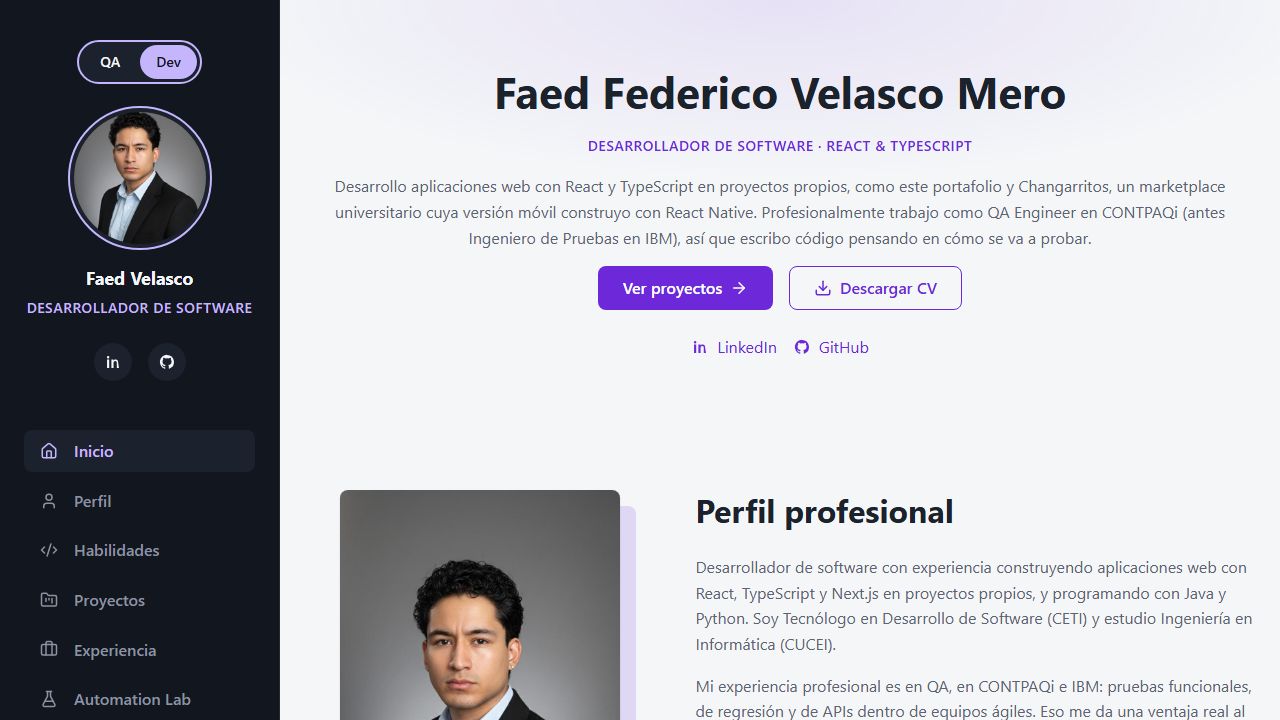 QA
Dev
Faed Velasco
DESARROLLADOR DE SOFTWARE
in
Inicio
Perfil
Habilidades
Proyectos
Experiencia
Automation Lab
Faed Federico Velasco Mero
DESARROLLADOR DE SOFTWARE · REACT & TYPESCRIPT
Desarrollo aplicaciones web con React y TypeScript en proyectos propios, como este portafolio y Changarritos, un marketplace
universitario cuya versión móvil construyo con React Native. Profesionalmente trabajo como QA Engineer en CONTPAQi (antes
Ingeniero de Pruebas en IBM), así que escribo código pensando en cómo se va a probar.
Ver proyectos
Descargar CV
in LinkedIn
GitHub
Perfil profesional
Desarrollador de software con experiencia construyendo aplicaciones web con
React, TypeScript y Next.js en proyectos propios, y programando con Java y
Python. Soy Tecnólogo en Desarrollo de Software (CETI) y estudio Ingeniería en
Informática (CUCEI).
Mi experiencia profesional es en QA, en CONTPAQi e IBM: pruebas funcionales,
de regresión y de APIs dentro de equipos ágiles. Eso me da una ventaja real al